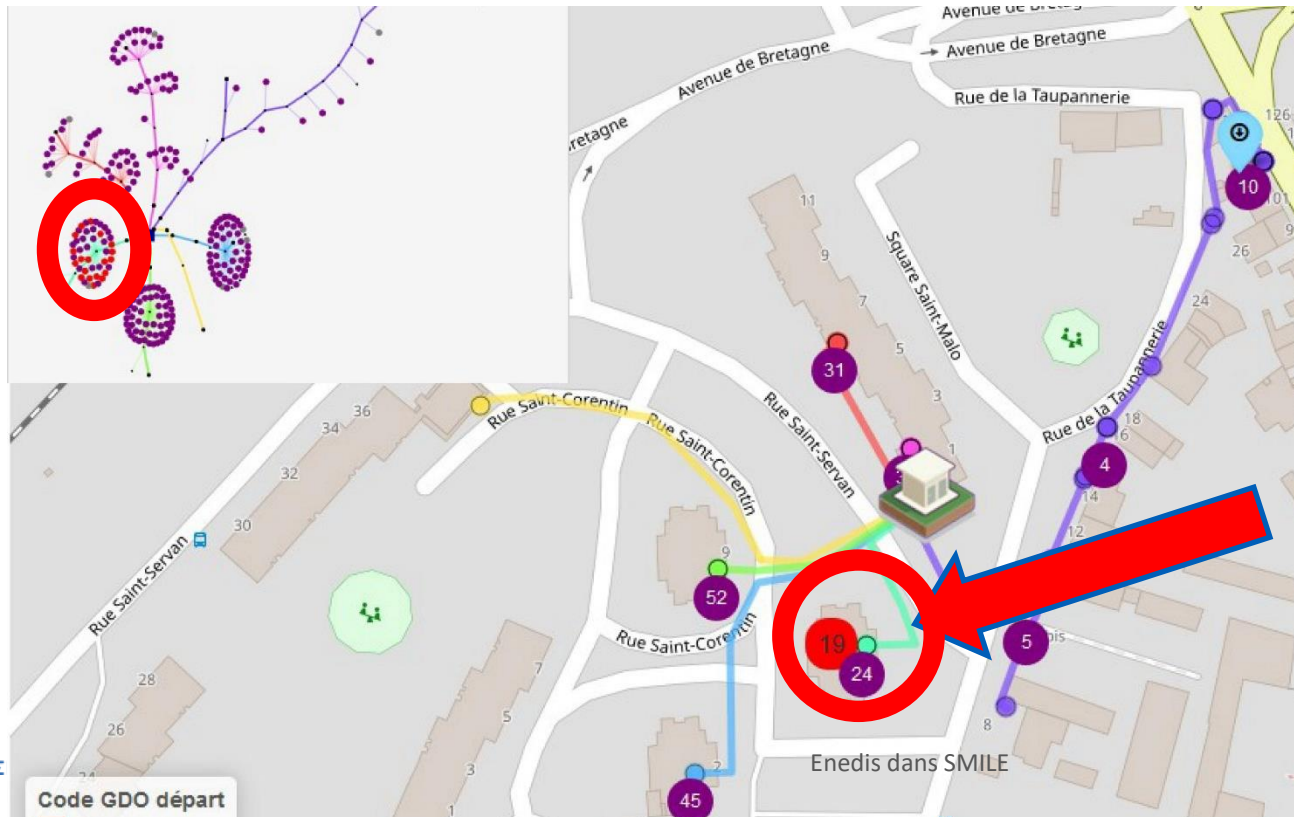 Avenue de Bretagne
Avenue de Bretagne
Avenue de Bretagne
Rue de la Taupannerie
retagne
126
10
101
9
26
24
11
9
7
5
3
1
Square Saint-Malo
31
Rue de la Taupannerie
18
16
4
14
12
Rue Saint-Servan
36
34
32
30
Rue Saint-Corentin
Rue Saint-Corentin
Rue Saint-Servan
9
52
Rue Saint-Corentin
19
24
5
8
28
26
24
7
5
3
1
2
45
Enedis dans SMILE
E
Code GDO départ